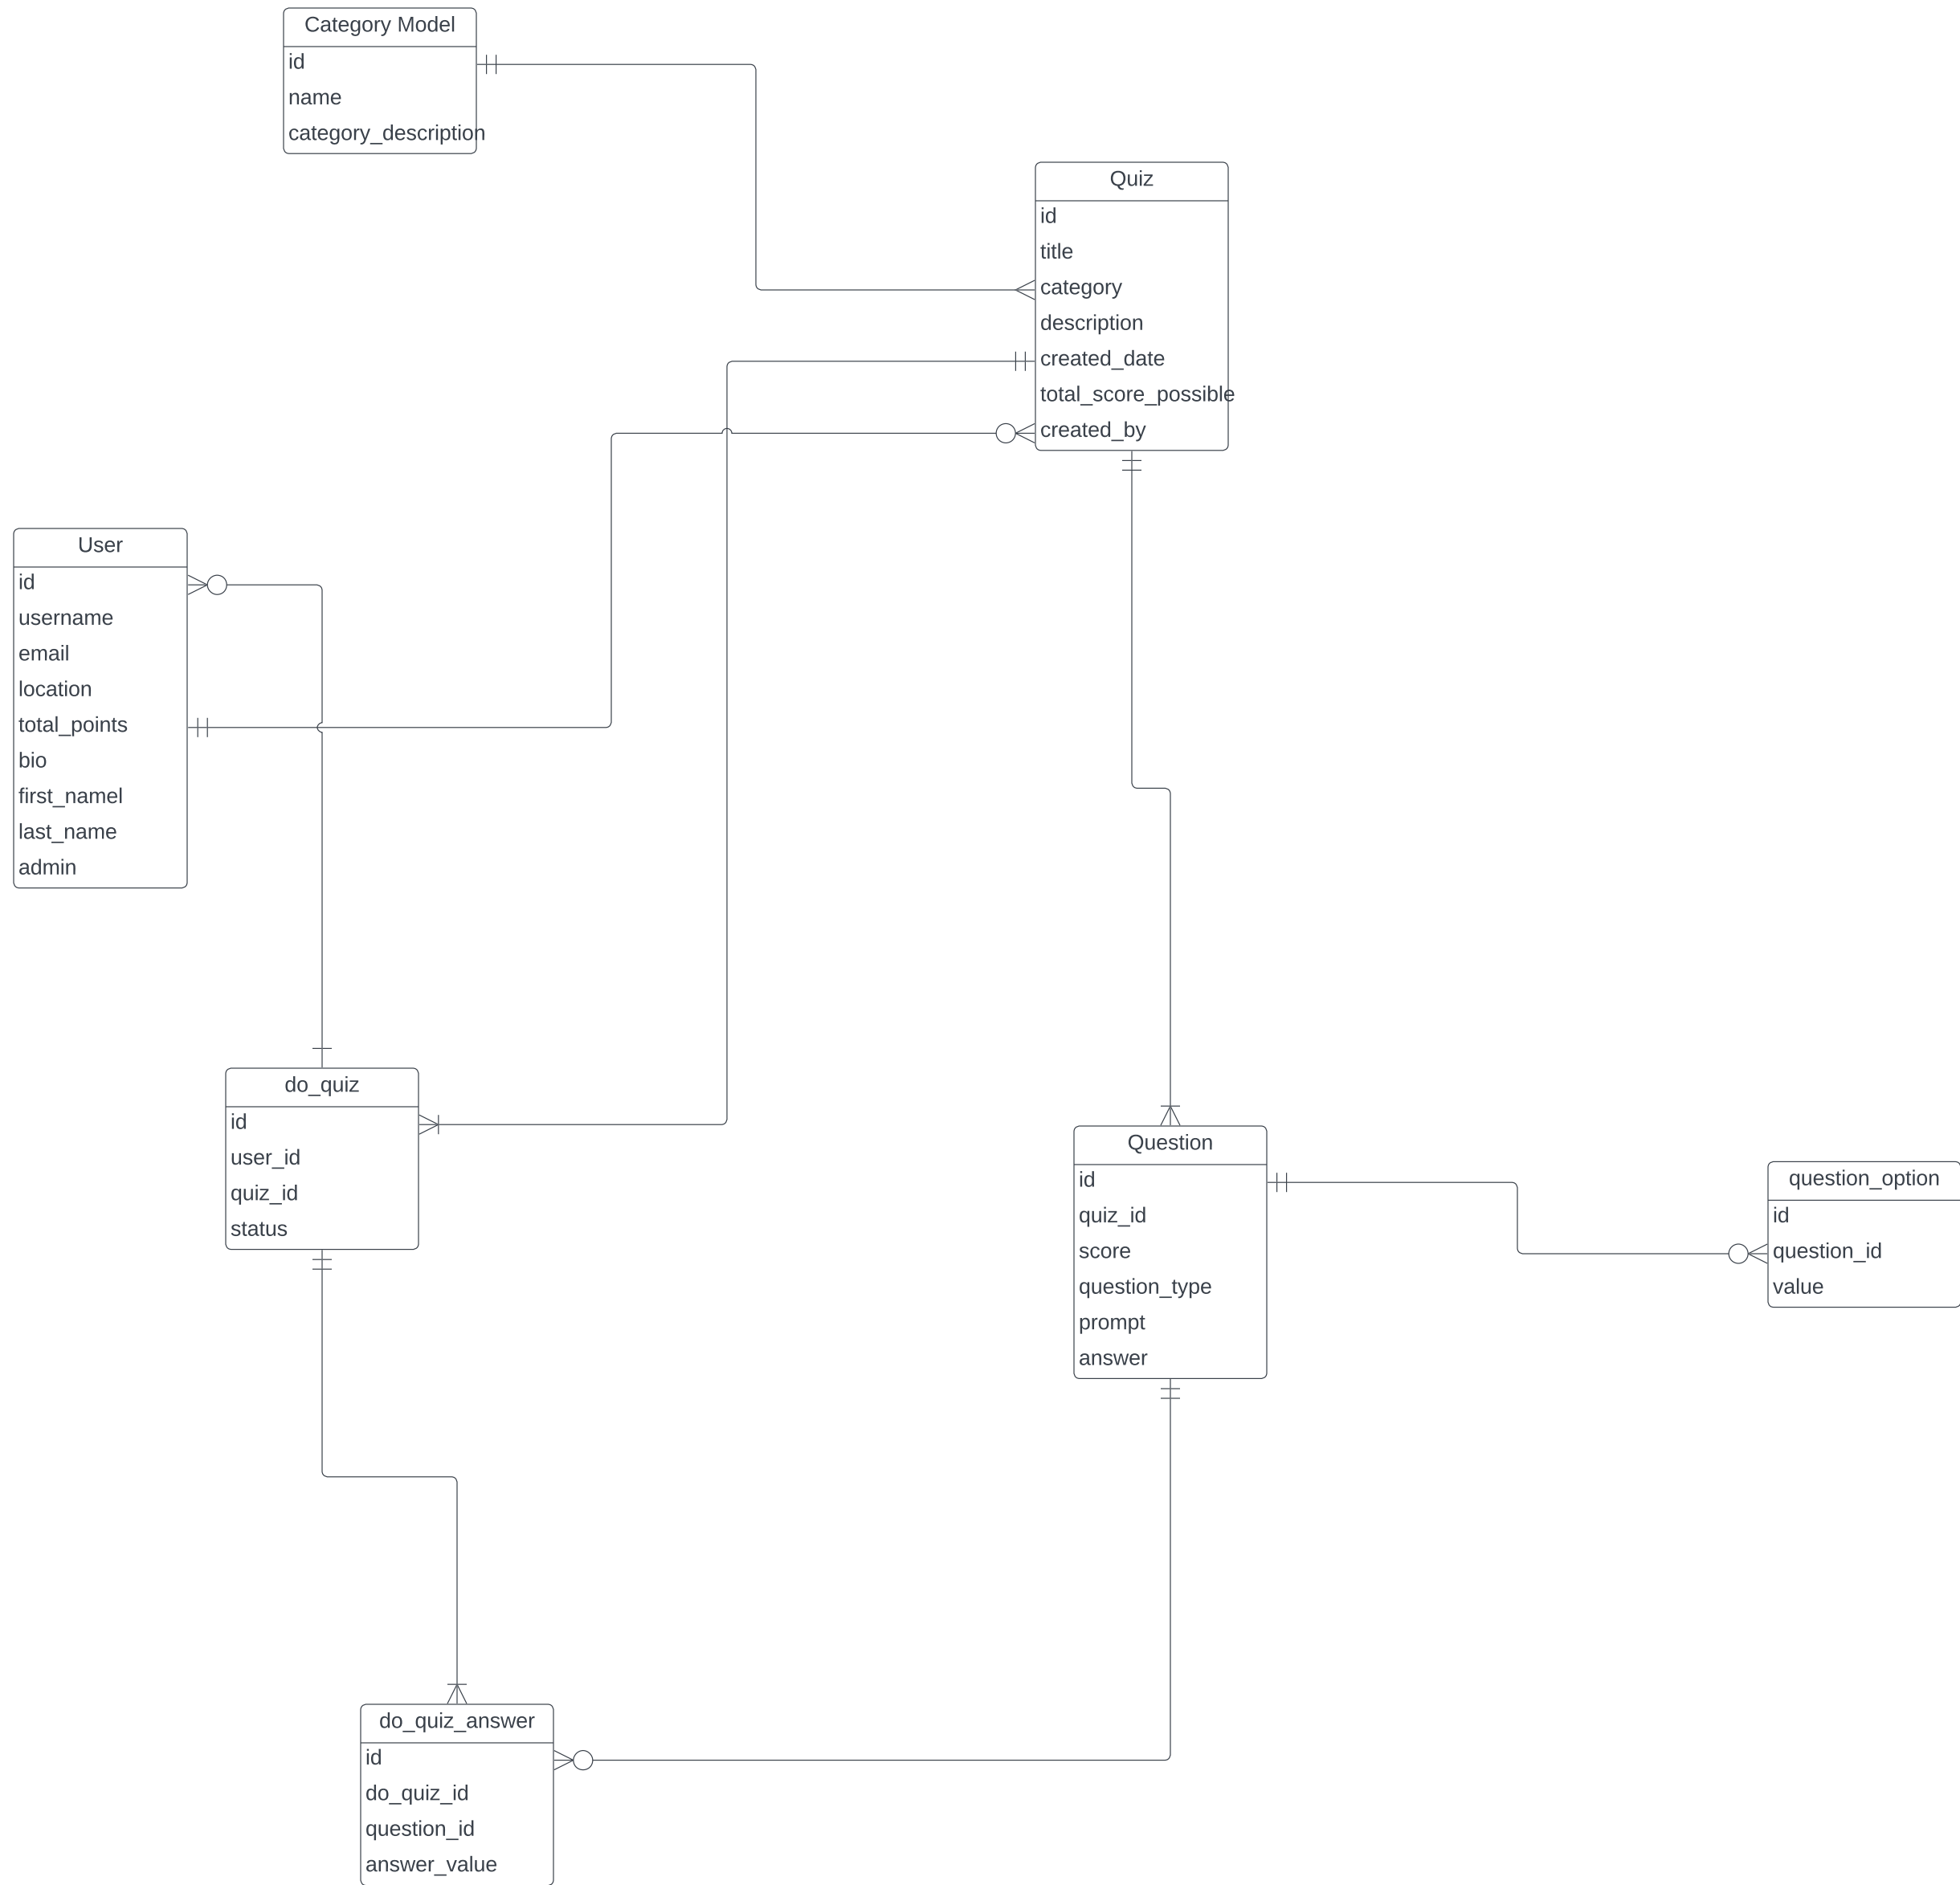 Category Model
id
name
category_description
Quiz
id
title
category
description
created_date
total_score_possible
created_by
User
id
username
email
location
total_points
bio
first_namel
last_name
admin
do_quiz
id
user_id
quiz_id
status
Question
id
quiz_id
score
question_type
prompt
answer
question_option
id
question_id
value
do_quiz_answer
id
do_quiz_id
question_id
answer_value